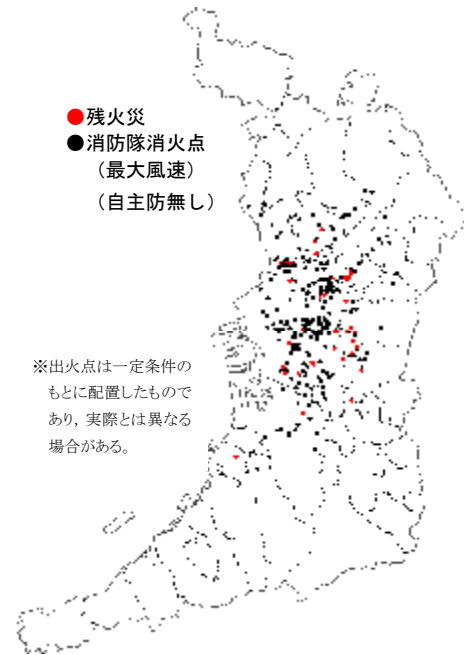 ●残火災
●消防隊消火点
（最大風速）
（自主防無し）
※出火点は一定条件の
もとに配置したもので
あり, 実際とは異なる
場合がある。